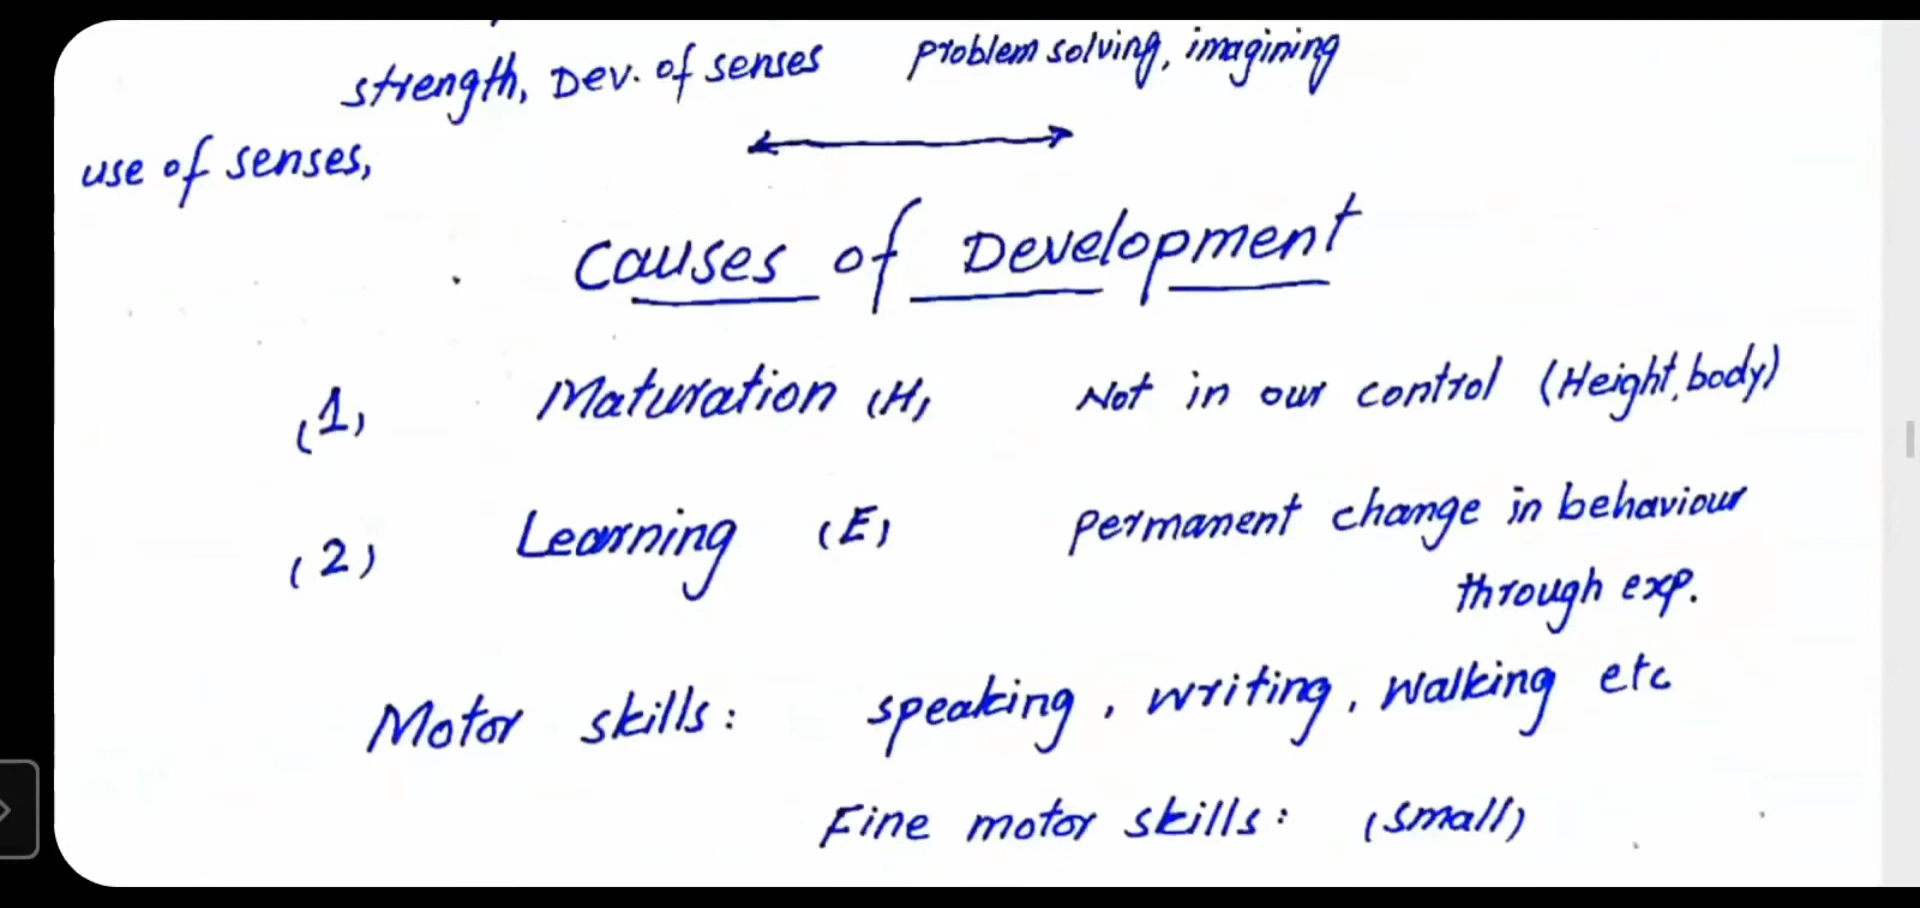 strength, Dev. of senses problem solving, imagining
use of senses,
Causes of Development
(1) Maturation (H) Not in our control (Height, body)
(2) Learning (E) Permanent change in behaviour
through exp.
Motor skills: speaking, writing, walking etc
Fine motor skills: (small)